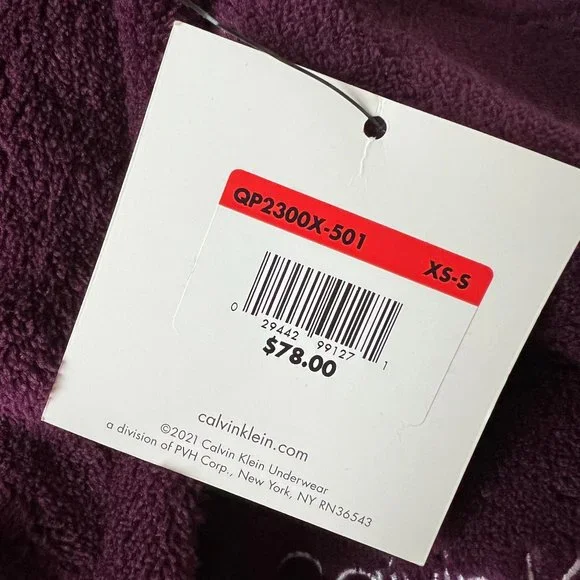 QP2300X-501
XS-S
0 29442 99127 1
$78.00
calvinklein.com
©2021 Calvin Klein Underwear
a division of PVH Corp., New York, NY RN36543